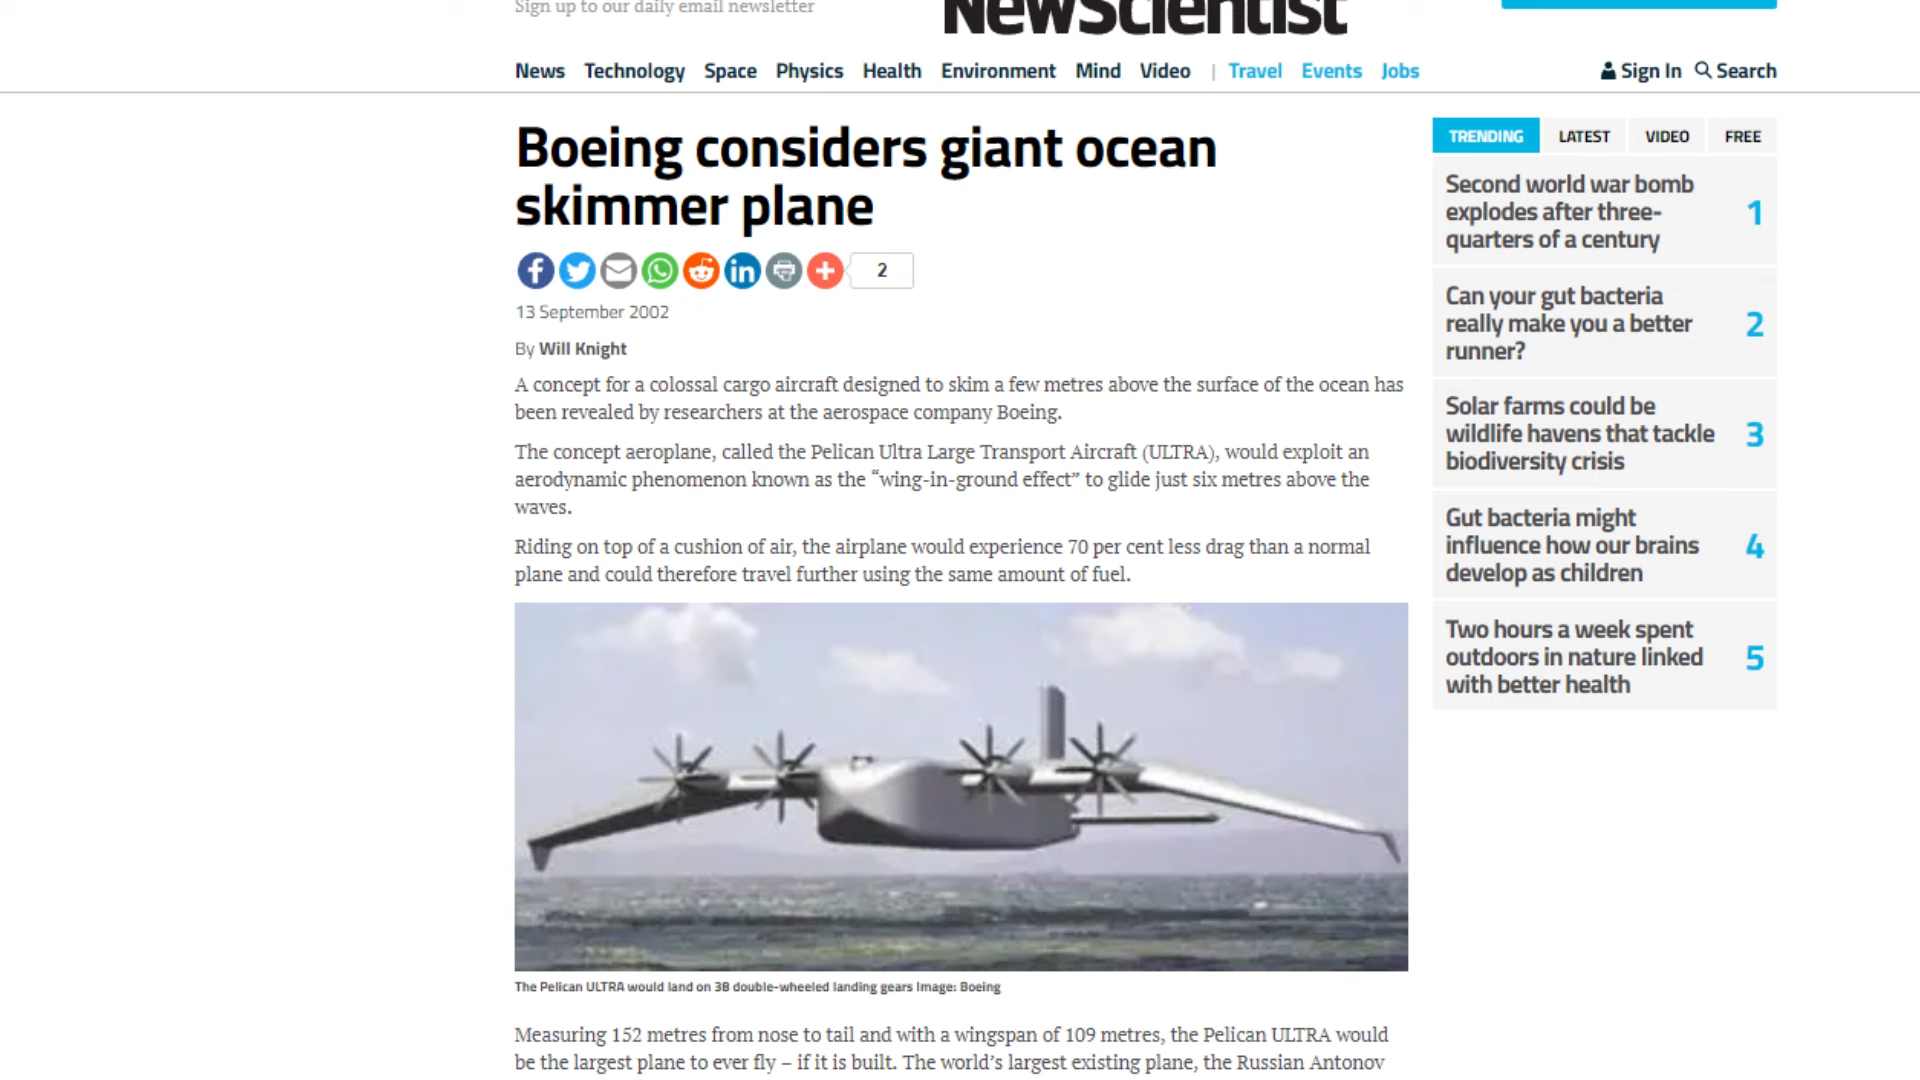 Sign up to our daily email newsletter
NewScientist
News Technology Space Physics Health Environment Mind Video | Travel Events Jobs
Sign In Search
Boeing considers giant ocean
skimmer plane
2
13 September 2002
By Will Knight
A concept for a colossal cargo aircraft designed to skim a few metres above the surface of the ocean has
been revealed by researchers at the aerospace company Boeing.
The concept aeroplane, called the Pelican Ultra Large Transport Aircraft (ULTRA), would exploit an
aerodynamic phenomenon known as the “wing-in-ground effect” to glide just six metres above the
waves.
Riding on top of a cushion of air, the airplane would experience 70 per cent less drag than a normal
plane and could therefore travel further using the same amount of fuel.
The Pelican ULTRA would land on 38 double-wheeled landing gears Image: Boeing
Measuring 152 metres from nose to tail and with a wingspan of 109 metres, the Pelican ULTRA would
be the largest plane to ever fly – if it is built. The world’s largest existing plane, the Russian Antonov
TRENDING LATEST VIDEO FREE
Second world war bomb
explodes after three-
quarters of a century
1
Can your gut bacteria
really make you a better
runner?
2
Solar farms could be
wildlife havens that tackle
biodiversity crisis
3
Gut bacteria might
influence how our brains
develop as children
4
Two hours a week spent
outdoors in nature linked
with better health
5